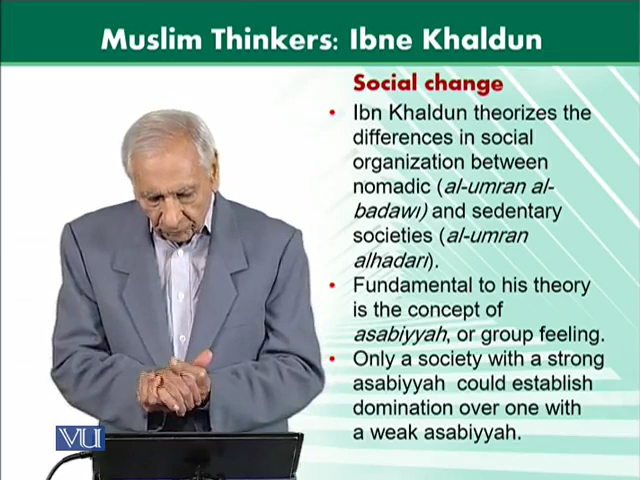 Muslim Thinkers: Ibne Khaldun
Social change
• Ibn Khaldun theorizes the
differences in social
organization between
nomadic (al-umran al-
badawı) and sedentary
societies (al-umran
alhadarı).
• Fundamental to his theory
is the concept of
asabiyyah, or group feeling.
• Only a society with a strong
asabiyyah could establish
domination over one with
a weak asabiyyah.
VU